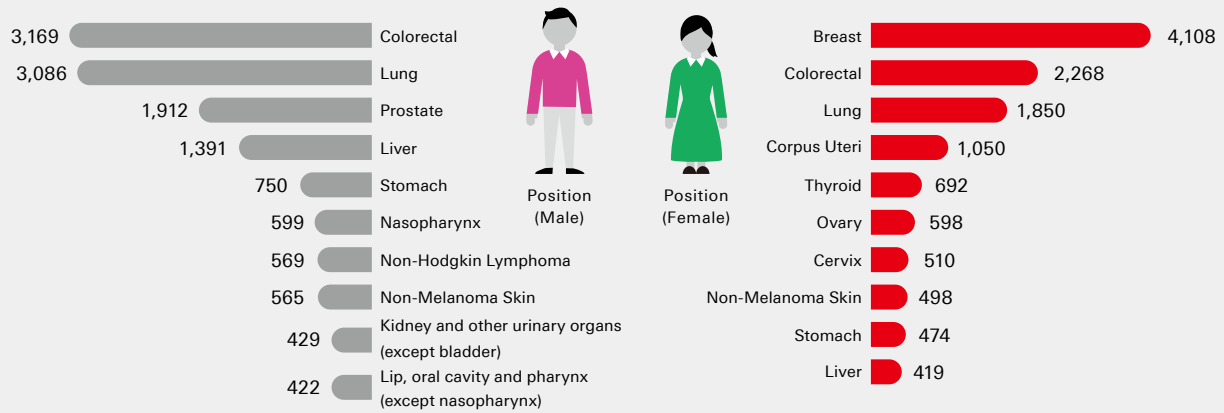 3,169 Colorectal
3,086 Lung
1,912 Prostate
1,391 Liver
750 Stomach
599 Nasopharynx
569 Non-Hodgkin Lymphoma
565 Non-Melanoma Skin
429 Kidney and other urinary organs
(except bladder)
422 Lip, oral cavity and pharynx
(except nasopharynx)
Position
(Male)
Position
(Female)
Breast 4,108
Colorectal 2,268
Lung 1,850
Corpus Uteri 1,050
Thyroid 692
Ovary 598
Cervix 510
Non-Melanoma Skin 498
Stomach 474
Liver 419